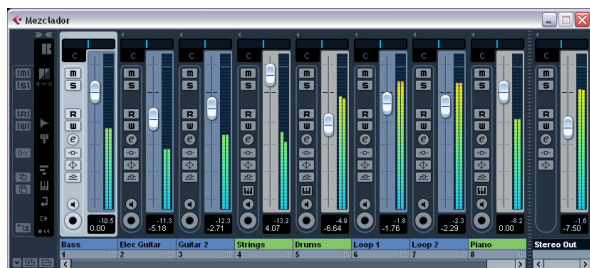 Mezclador
C C C C C C C C
m m m m m m m m
S S S S S S S S
R R R R R R R R
W W W W W W W W
e e e e e e e e
-10.5 -11.3 -12.3 -13.2 -4.9 -1.8 -2.3 -8.2 -1.6
0.00 -5.18 -2.71 4.07 -6.64 -1.76 -2.29 0.00 -7.50
Bass Elec Guitar Guitar 2 Strings Drums Loop 1 Loop 2 Piano Stereo Out
1 2 3 4 5 6 7 8